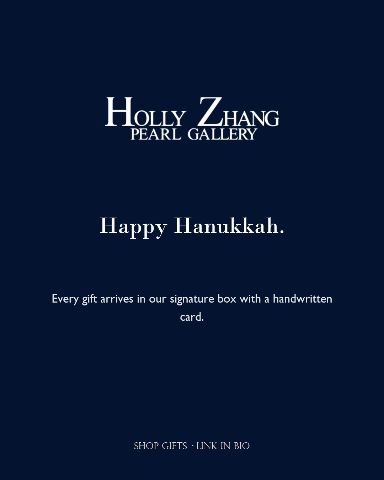 HOLLY ZHANG
PEARL GALLERY
Happy Hanukkah.
Every gift arrives in our signature box with a handwritten
card.
SHOP GIFTS · LINK IN BIO